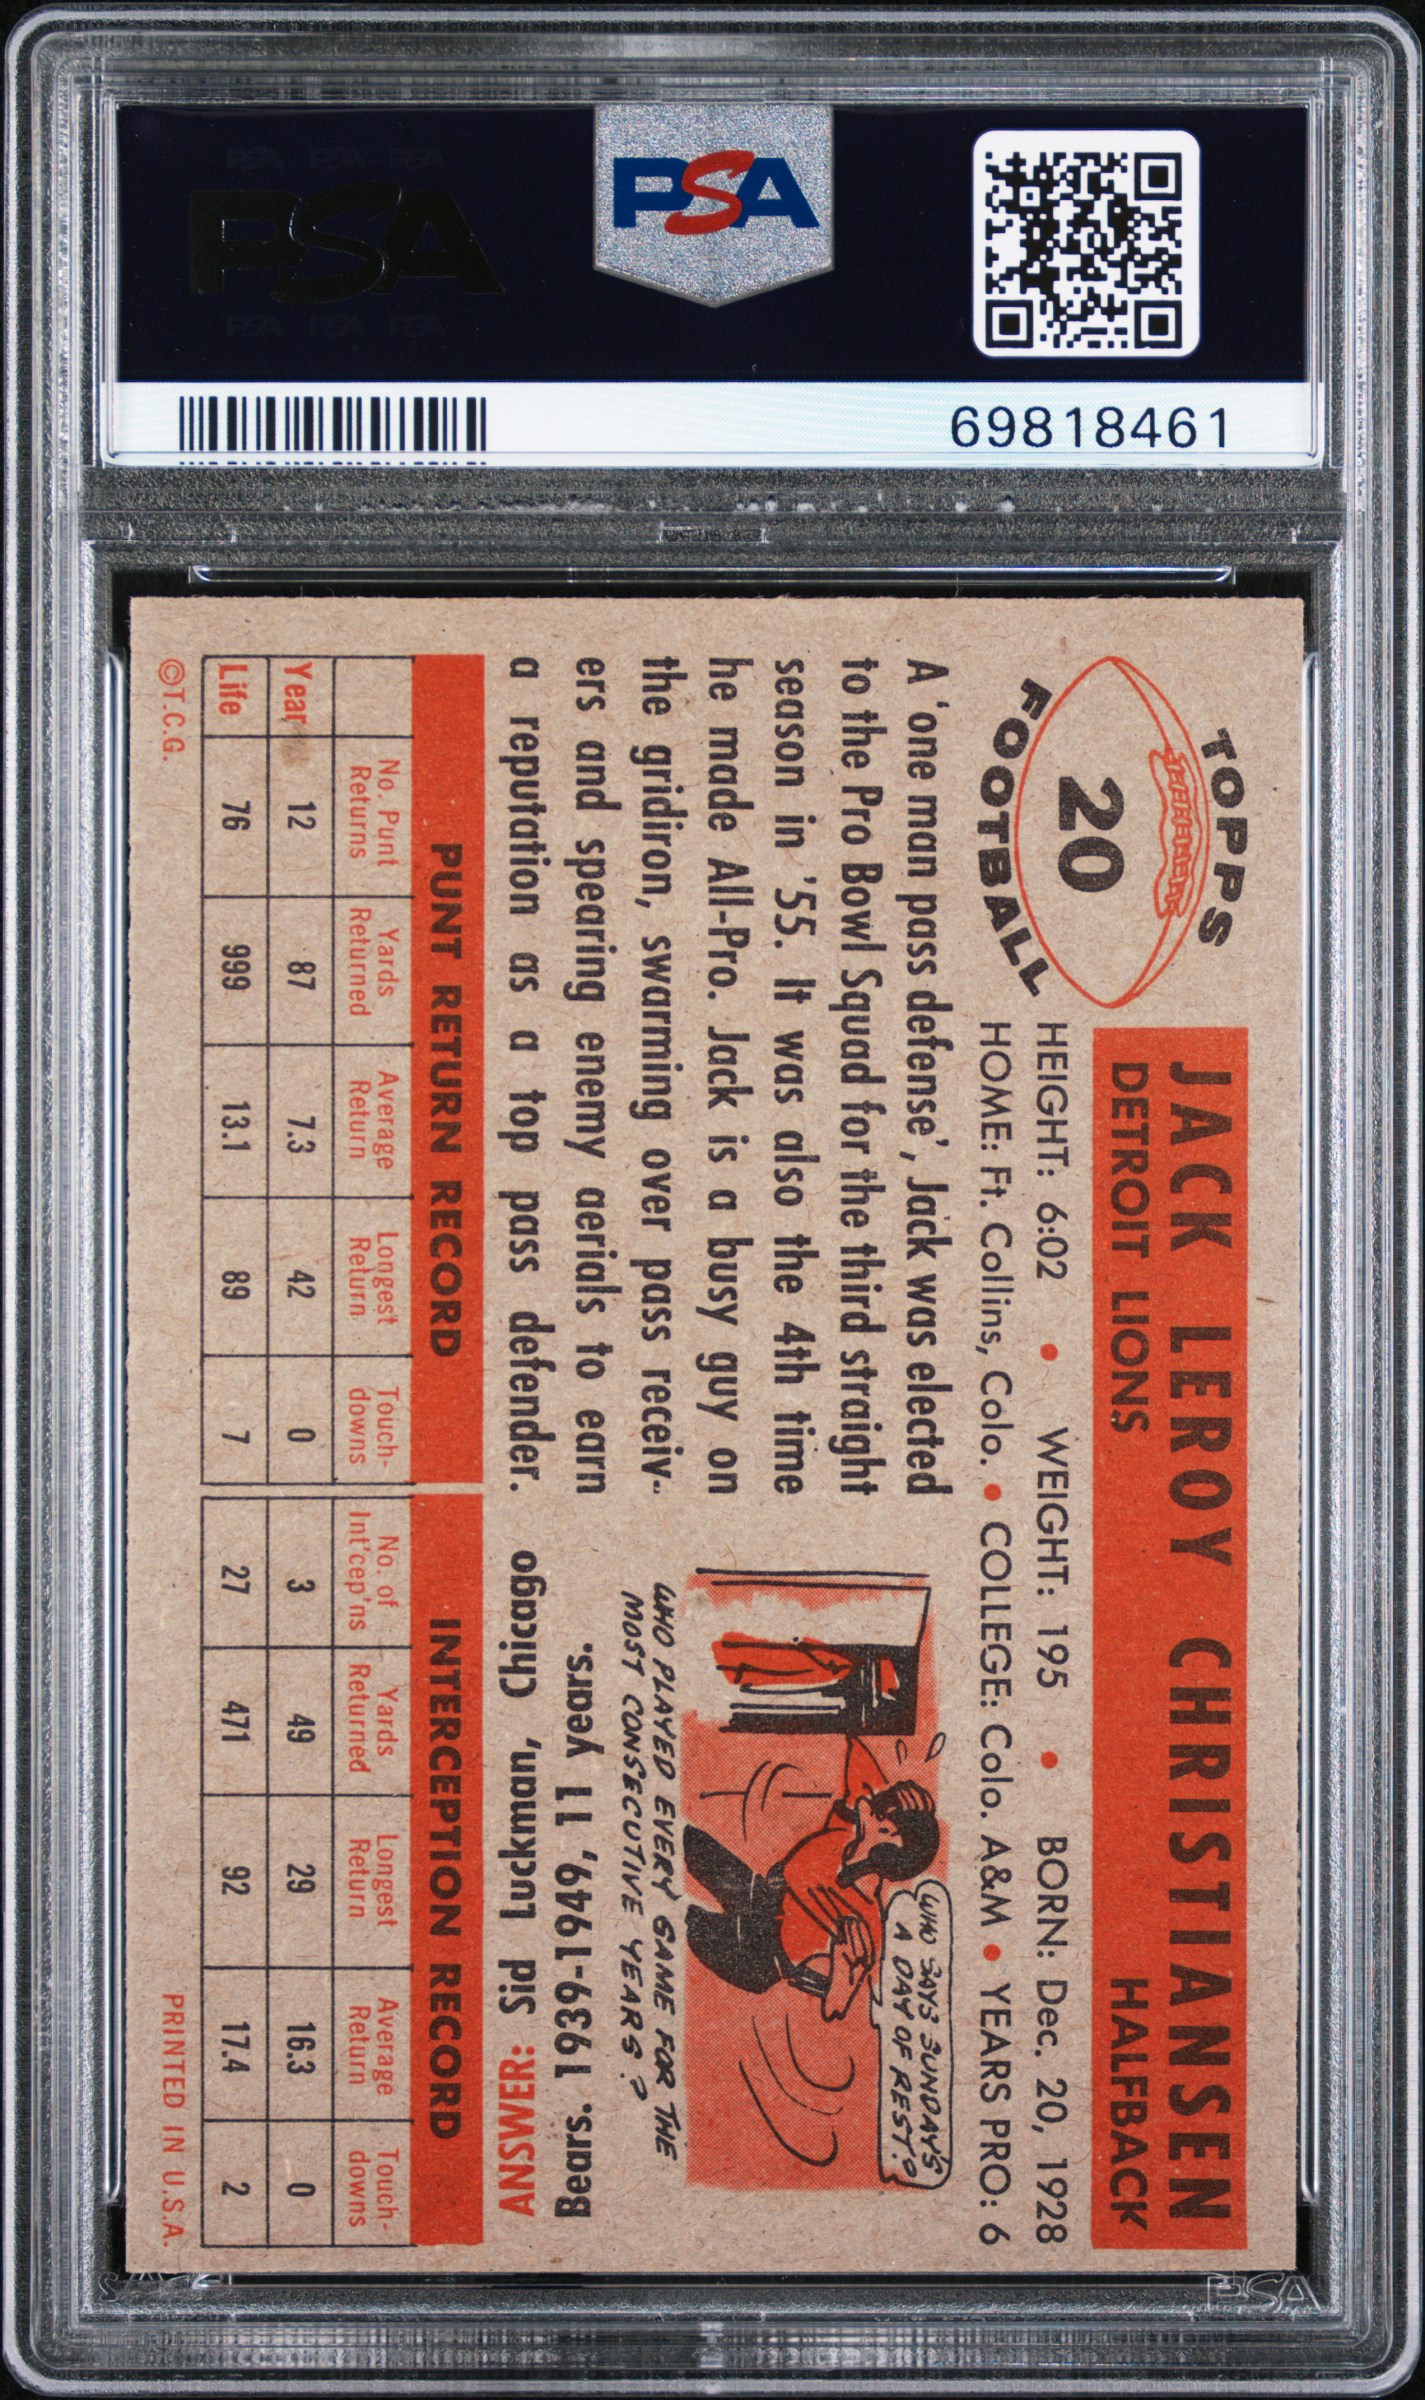 PSA PSA PSA
PSA
PSA PSA PSA
PSA
69818461
TOPPS
FOOTBALL
20
JACK LEROY CHRISTIANSEN
DETROIT LIONS HALFBACK
HEIGHT: 6:02 • WEIGHT: 195 • BORN: Dec. 20, 1928
HOME: Ft. Collins, Colo. • COLLEGE: Colo. A&M • YEARS PRO: 6
A 'one man pass defense', Jack was elected
to the Pro Bowl Squad for the third straight
season in '55. It was also the 4th time
he made All-Pro. Jack is a busy guy on
the gridiron, swarming over pass receiv-
ers and spearing enemy aerials to earn
a reputation as a top pass defender.
WHO SAYS SUNDAY'S
A DAY OF REST?
WHO PLAYED EVERY GAME FOR THE
MOST CONSECUTIVE YEARS?
ANSWER: Sid Luckman, Chicago
Bears. 1939-1949, 11 Years.
PUNT RETURN RECORD
No. Punt Returns Yards Returned Average Return Longest Return Touch-downs
Year 12 87 7.3 42 0
Life 76 999 13.1 89 7
INTERCEPTION RECORD
No. of Int'cep'ns Yards Returned Longest Return Average Return Touch-downs
3 49 29 16.3 0
27 471 92 17.4 2
©T.C.G. PRINTED IN U.S.A.
PSA